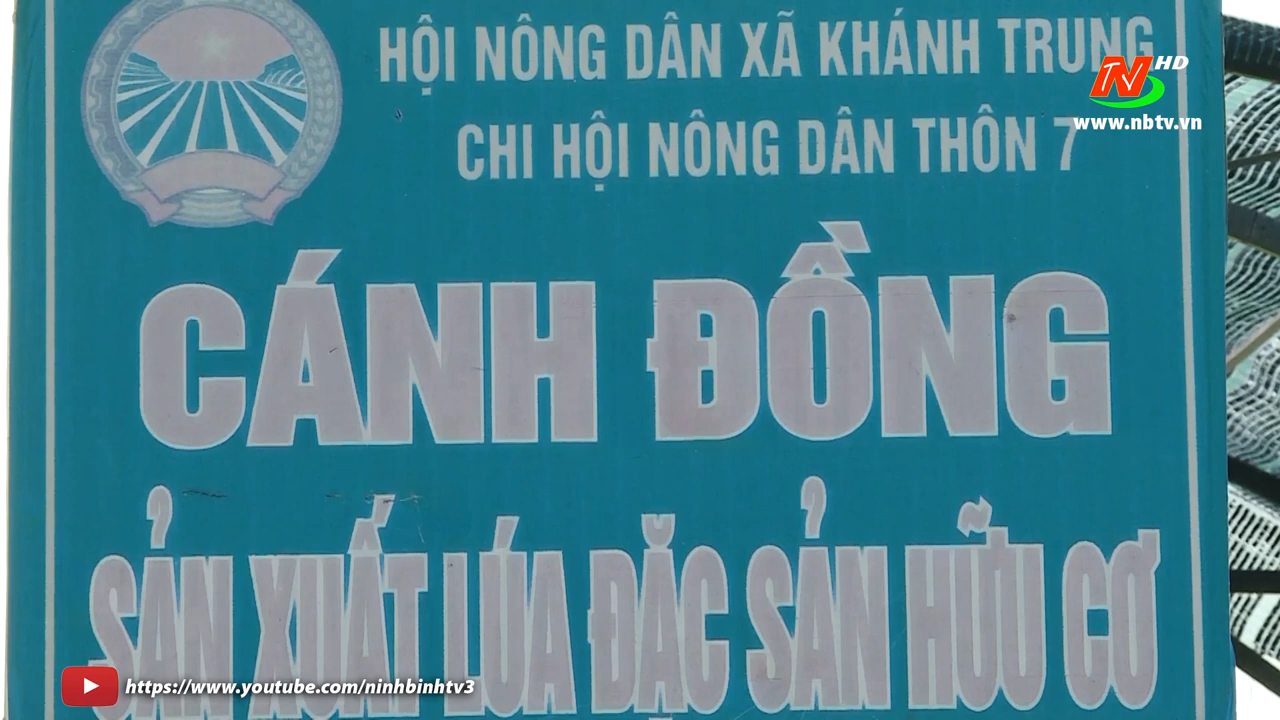 HỘI NÔNG DÂN XÃ KHÁNH TRUNG
NTV HD
www.nbtv.vn
CHI HỘI NÔNG DÂN THÔN 7
CÁNH ĐỒNG
SẢN XUẤT LÚA ĐẶC SẢN HỮU CƠ
https://www.youtube.com/ninhbinhtv3